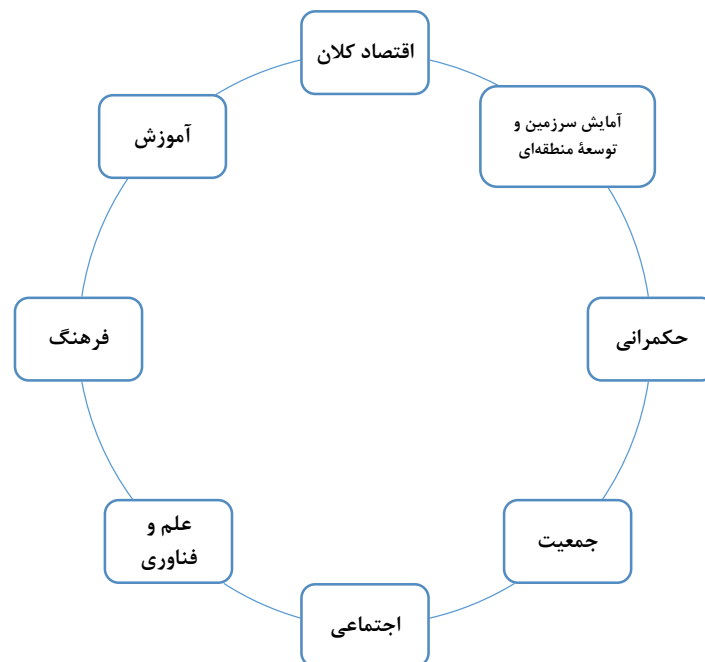 اقتصاد کلان
آمایش سرزمین و
توسعهٔ منطقه‌ای
آموزش
حکمرانی
فرهنگ
جمعیت
علم و
فناوری
اجتماعی